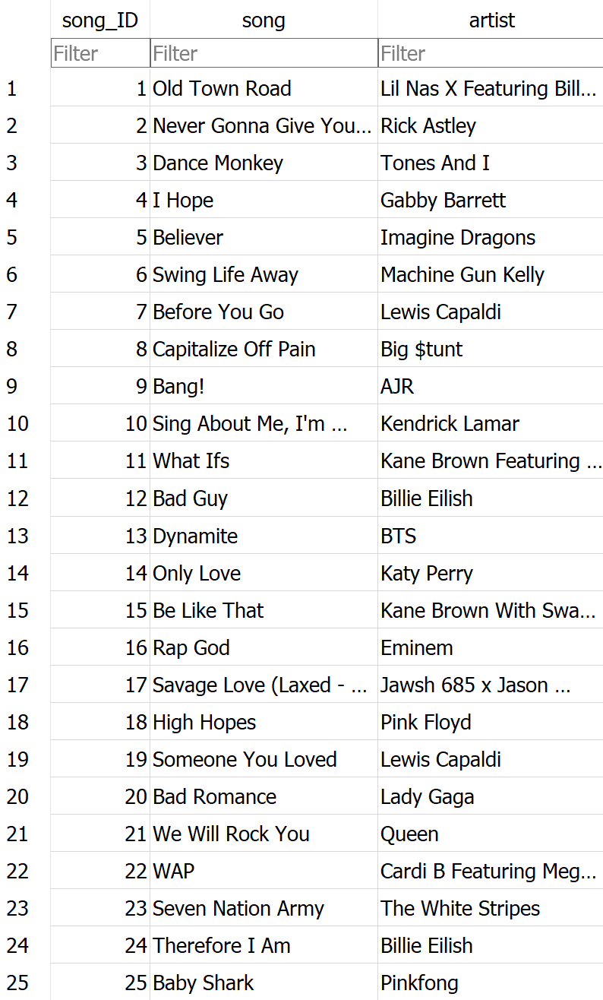 song_ID song artist
Filter Filter Filter
1 1 Old Town Road Lil Nas X Featuring Bill...
2 2 Never Gonna Give You... Rick Astley
3 3 Dance Monkey Tones And I
4 4 I Hope Gabby Barrett
5 5 Believer Imagine Dragons
6 6 Swing Life Away Machine Gun Kelly
7 7 Before You Go Lewis Capaldi
8 8 Capitalize Off Pain Big $tunt
9 9 Bang! AJR
10 10 Sing About Me, I'm ... Kendrick Lamar
11 11 What Ifs Kane Brown Featuring ...
12 12 Bad Guy Billie Eilish
13 13 Dynamite BTS
14 14 Only Love Katy Perry
15 15 Be Like That Kane Brown With Swa...
16 16 Rap God Eminem
17 17 Savage Love (Laxed - ... Jawsh 685 x Jason ...
18 18 High Hopes Pink Floyd
19 19 Someone You Loved Lewis Capaldi
20 20 Bad Romance Lady Gaga
21 21 We Will Rock You Queen
22 22 WAP Cardi B Featuring Meg...
23 23 Seven Nation Army The White Stripes
24 24 Therefore I Am Billie Eilish
25 25 Baby Shark Pinkfong